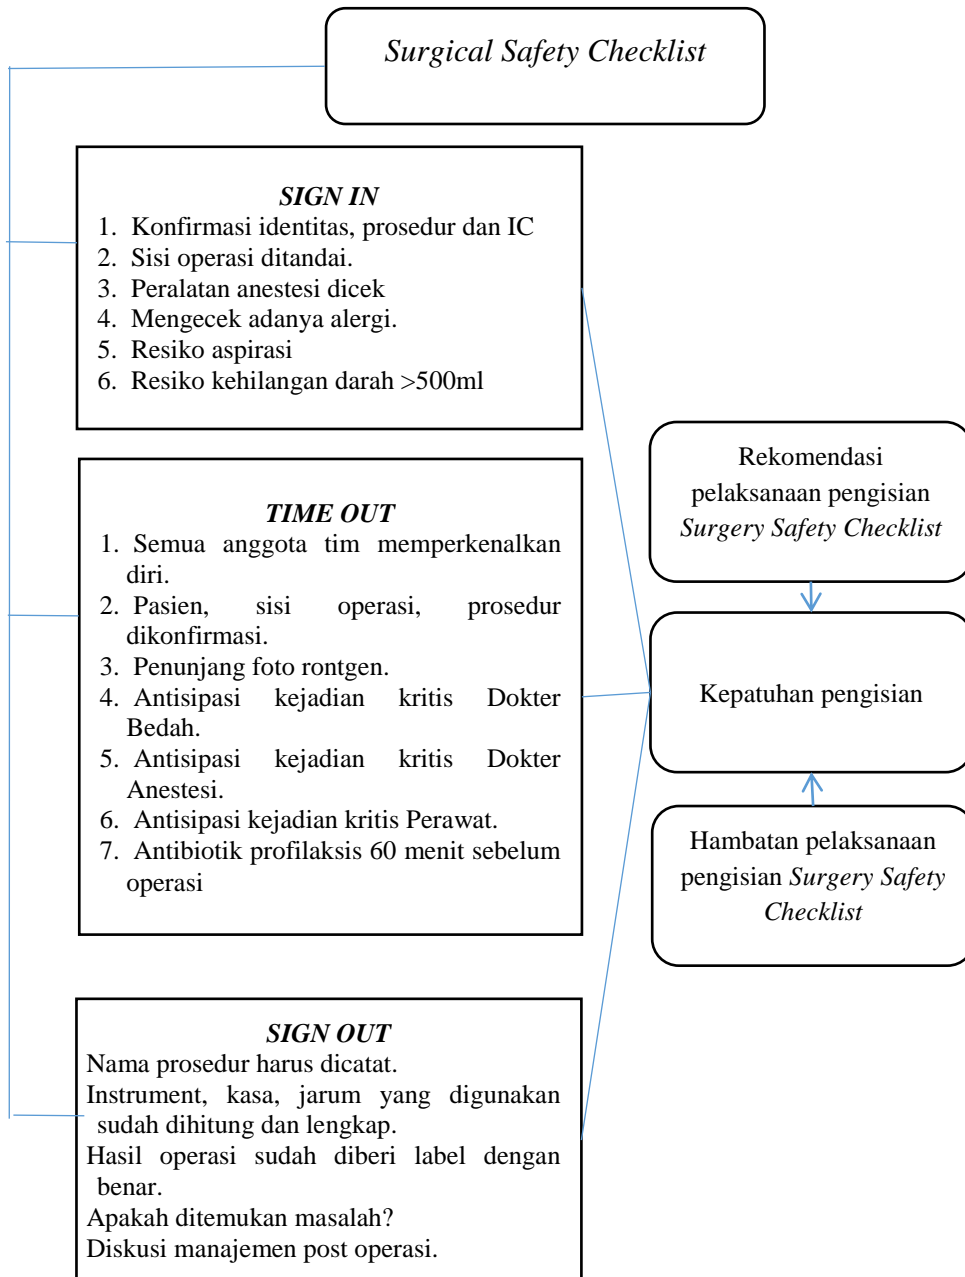 Surgical Safety Checklist
SIGN IN
1. Konfirmasi identitas, prosedur dan IC
2. Sisi operasi ditandai.
3. Peralatan anestesi dicek
4. Mengecek adanya alergi.
5. Resiko aspirasi
6. Resiko kehilangan darah >500ml
TIME OUT
1. Semua anggota tim memperkenalkan
diri.
2. Pasien, sisi operasi, prosedur
dikonfirmasi.
3. Penunjang foto rontgen.
4. Antisipasi kejadian kritis Dokter
Bedah.
5. Antisipasi kejadian kritis Dokter
Anestesi.
6. Antisipasi kejadian kritis Perawat.
7. Antibiotik profilaksis 60 menit sebelum
operasi
SIGN OUT
Nama prosedur harus dicatat.
Instrument, kasa, jarum yang digunakan
sudah dihitung dan lengkap.
Hasil operasi sudah diberi label dengan
benar.
Apakah ditemukan masalah?
Diskusi manajemen post operasi.
Rekomendasi
pelaksanaan pengisian
Surgery Safety Checklist
Kepatuhan pengisian
Hambatan pelaksanaan
pengisian Surgery Safety
Checklist